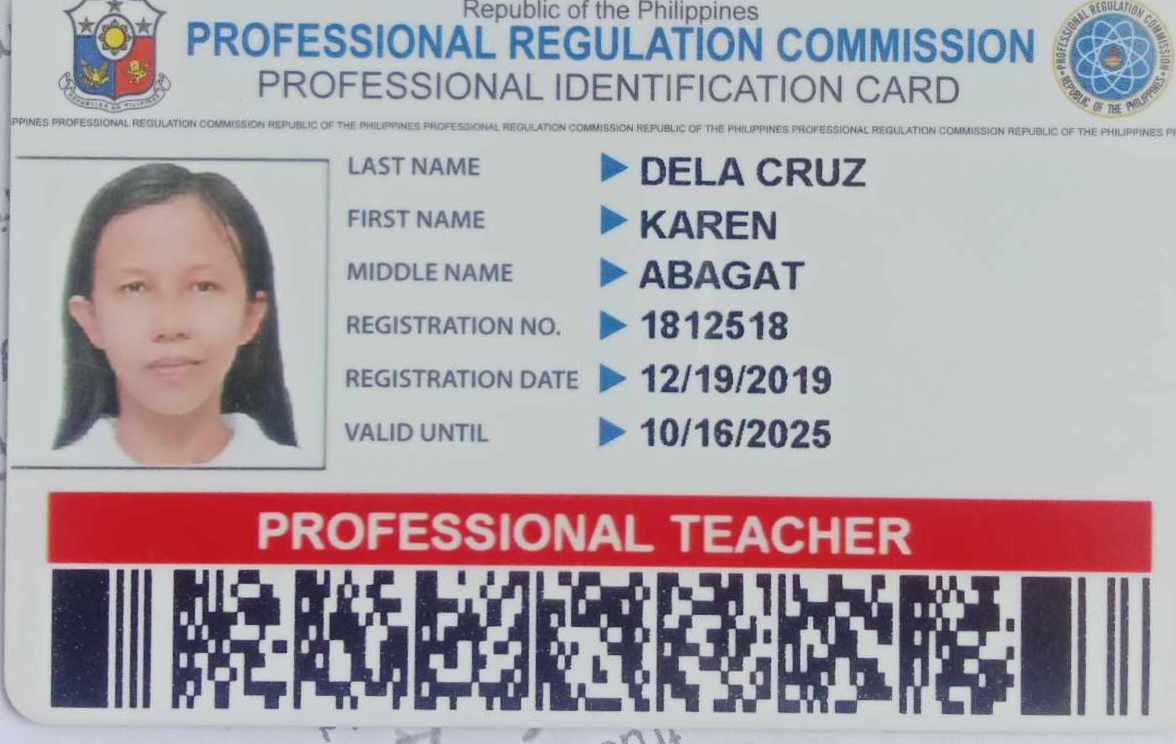 Republic of the Philippines
PROFESSIONAL REGULATION COMMISSION
PROFESSIONAL IDENTIFICATION CARD
PROFESSIONAL REGULATION COMMISSION REPUBLIC OF THE PHILIPPINES PROFESSIONAL REGULATION COMMISSION REPUBLIC OF THE PHILIPPINES PROFESSIONAL REGULATION COMMISSION REPUBLIC OF THE PHILIPPINES
PROFESSIONAL REGULATION COMMISSION
REPUBLIC OF THE PHILIPPINES
LAST NAME DELA CRUZ
FIRST NAME KAREN
MIDDLE NAME ABAGAT
REGISTRATION NO. 1812518
REGISTRATION DATE 12/19/2019
VALID UNTIL 10/16/2025
PROFESSIONAL TEACHER